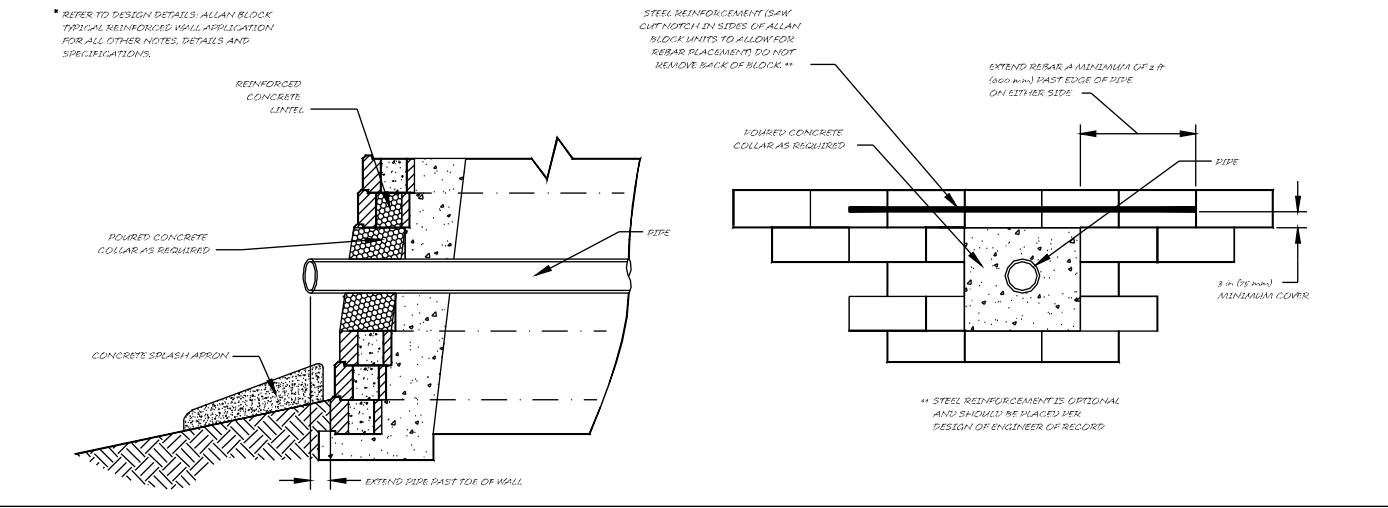 * REFER TO DESIGN DETAILS: ALLAN BLOCK
TYPICAL REINFORCED WALL APPLICATION
FOR ALL OTHER NOTES, DETAILS AND
SPECIFICATIONS.
REINFORCED
CONCRETE
LINTEL
POURED CONCRETE
COLLAR AS REQUIRED
PIPE
CONCRETE SPLASH APRON
EXTEND PIPE PAST TOE OF WALL
STEEL REINFORCEMENT (SAW
CUT NOTCH IN SIDES OF ALLAN
BLOCK UNITS TO ALLOW FOR
REBAR PLACEMENT) DO NOT
REMOVE BACK OF BLOCK. **
EXTEND REBAR A MINIMUM OF 2 ft
(600 mm) PAST EDGE OF PIPE
ON EITHER SIDE
POURED CONCRETE
COLLAR AS REQUIRED
PIPE
3 in (75 mm)
MINIMUM COVER
** STEEL REINFORCEMENT IS OPTIONAL
AND SHOULD BE PLACED PER
DESIGN OF ENGINEER OF RECORD